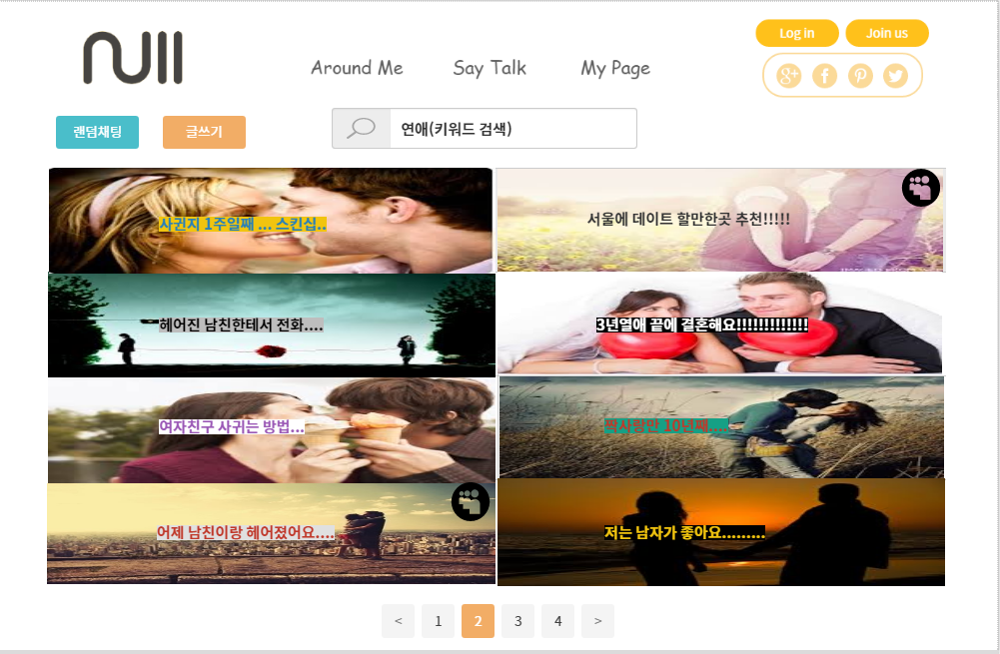 Log in
Join us
NUll
Around Me
Say Talk
My Page
랜덤채팅
글쓰기
연애(키워드 검색)
사귄지 1주일째 ... 스킨십..
서울에 데이트 할만한곳 추천!!!!!
헤어진 남친한테서 전화....
3년열애 끝에 결혼해요!!!!!!!!!!!!!!
여자친구 사귀는 방법...
짝사랑만 10년째....
어제 남친이랑 헤어졌어요....
저는 남자가 좋아요.........
< 1 2 3 4 >